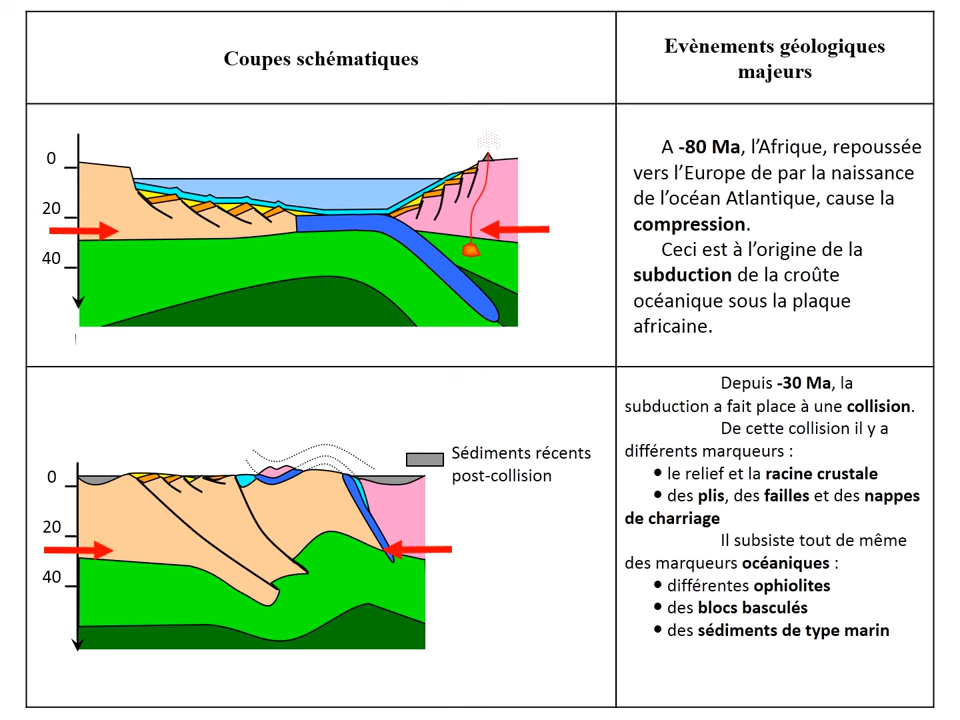 Coupes schématiques
Evènements géologiques
majeurs
0
20
40
A -80 Ma, l’Afrique, repoussée
vers l’Europe de par la naissance
de l’océan Atlantique, cause la
compression.
Ceci est à l’origine de la
subduction de la croûte
océanique sous la plaque
africaine.
0
20
40
Sédiments récents
post-collision
Depuis -30 Ma, la
subduction a fait place à une collision.
De cette collision il y a
différents marqueurs :
• le relief et la racine crustale
• des plis, des failles et des nappes
de charriage
Il subsiste tout de même
des marqueurs océaniques :
• différentes ophiolites
• des blocs basculés
• des sédiments de type marin